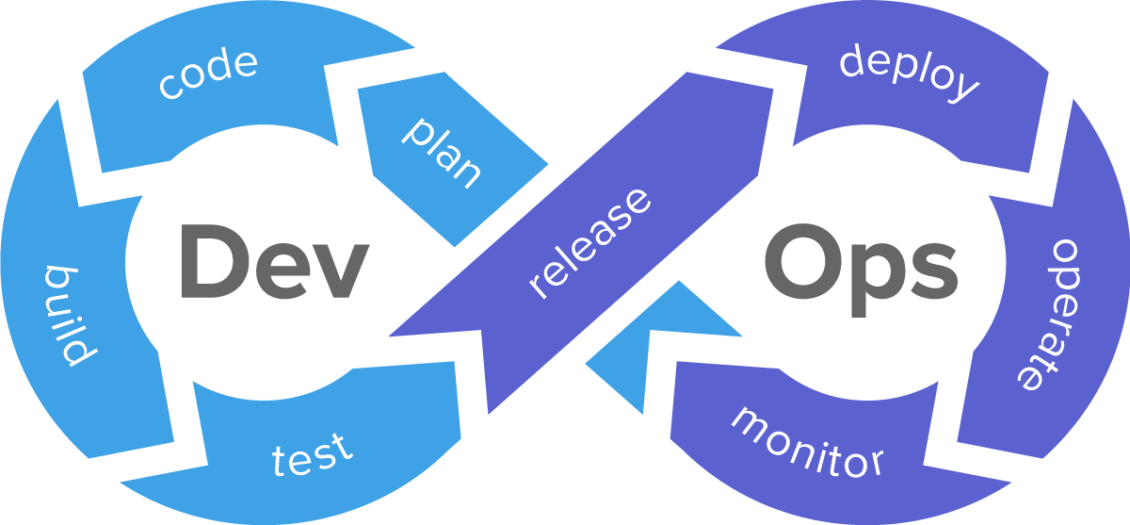 plan
code
build
test
release
deploy
operate
monitor
Dev
Ops